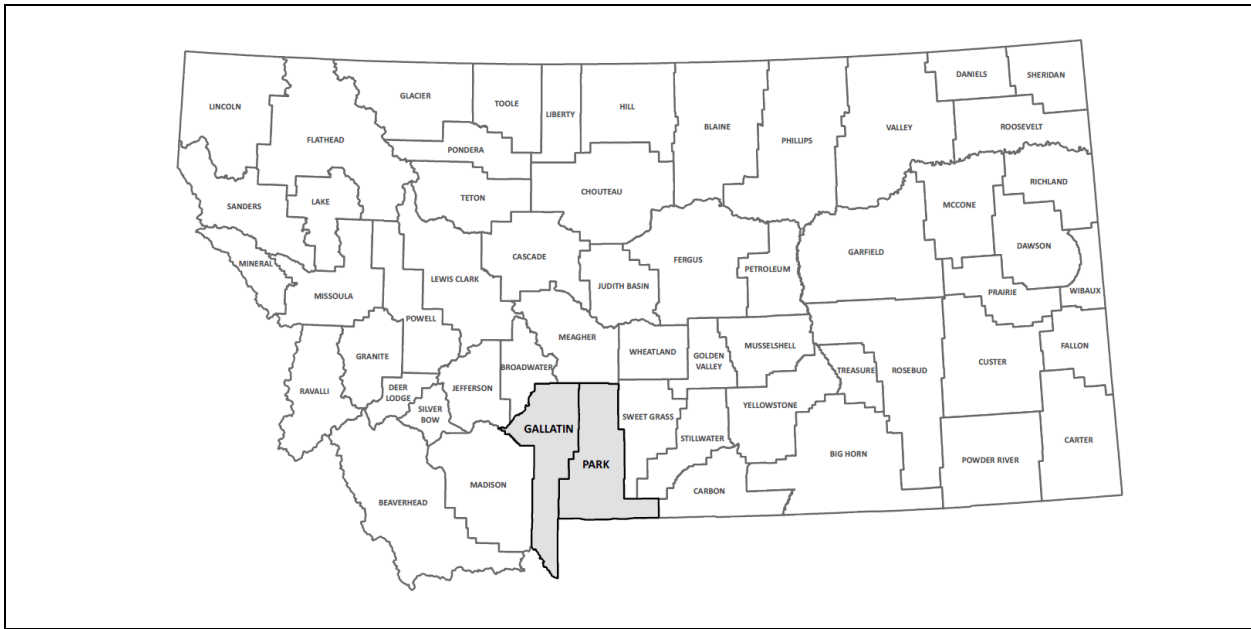 DANIELS
SHERIDAN
GLACIER
TOOLE
LINCOLN
LIBERTY
HILL
BLAINE
VALLEY
ROOSEVELT
FLATHEAD
PHILLIPS
PONDERA
RICHLAND
TETON
CHOUTEAU
SANDERS
LAKE
MCCONE
DAWSON
GARFIELD
CASCADE
FERGUS
MINERAL
PETROLEUM
LEWIS CLARK
JUDITH BASIN
MISSOULA
PRAIRIE
WIBAUX
POWELL
MEAGHER
FALLON
WHEATLAND
MUSSELSHELL
GRANITE
GOLDEN
VALLEY
CUSTER
BROADWATER
TREASURE
ROSEBUD
JEFFERSON
RAVALLI
DEER
LODGE
YELLOWSTONE
SILVER
BOW
SWEET GRASS
GALLATIN
STILLWATER
CARTER
BIG HORN
PARK
POWDER RIVER
MADISON
CARBON
BEAVERHEAD